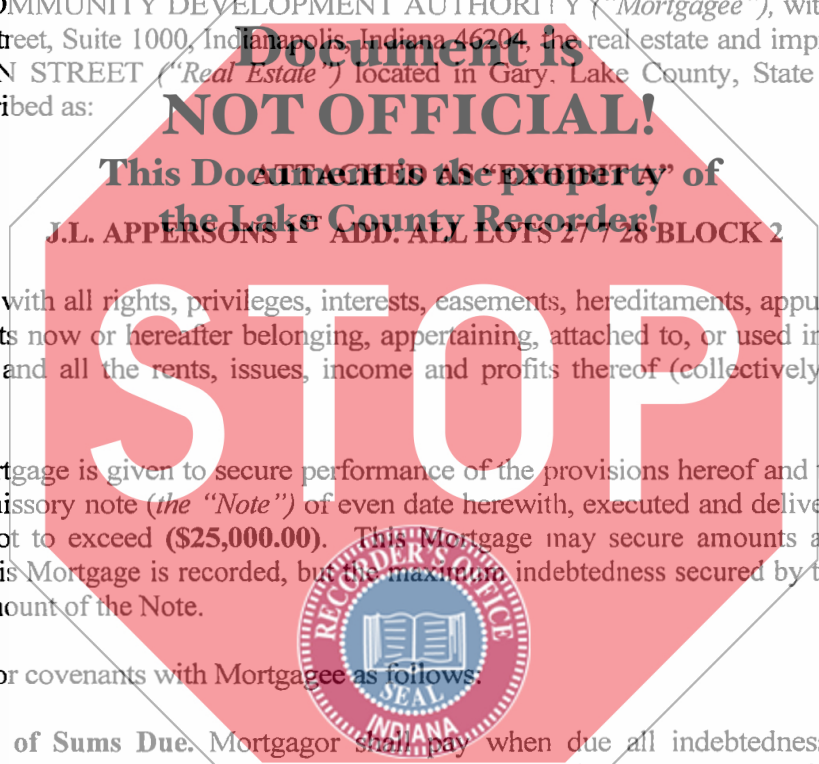 OMMUNITY DEVELOPMENT AUTHORITY ("Mortgagee"), wit
treet, Suite 1000, Indianapolis, Indiana 46204, the real estate and imp
N STREET ("Real Estate") located in Gary, Lake County, State
ibed as:
Document is
NOT OFFICIAL!
This Document is the property of
the Lake County Recorder!
ATTACHED AS "EXHIBIT A"
J.L. APPERSONS 1ST ADD. ALL LOTS 27 / 28 BLOCK 2
STOP
with all rights, privileges, interests, easements, hereditaments, appu
ts now or hereafter belonging, appertaining, attached to, or used in
and all the rents, issues, income and profits thereof (collectively
rtgage is given to secure performance of the provisions hereof and
issory note (the "Note") of even date herewith, executed and delive
ot to exceed ($25,000.00). This Mortgage may secure amounts a
is Mortgage is recorded, but the maximum indebtedness secured by t
nount of the Note.
RECORDER'S OFFICE
SEAL
INDIANA
or covenants with Mortgagee as follows:
of Sums Due. Mortgagor shall pay when due all indebtednes